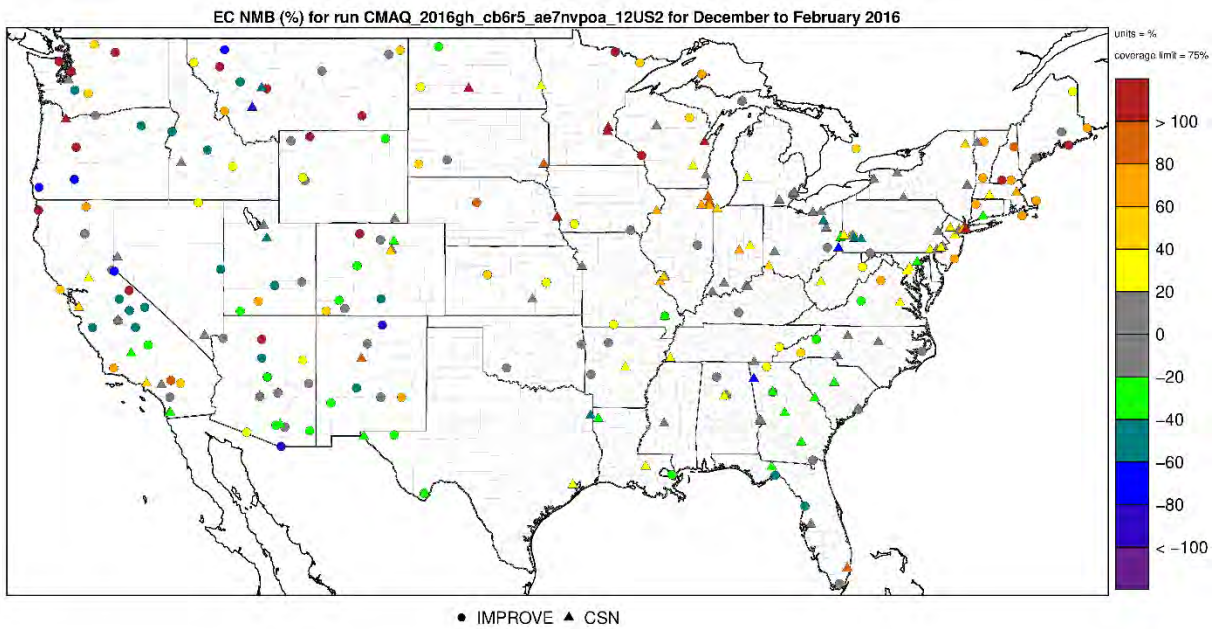 EC NMB (%) for run CMAQ_2016gh_cb6r5_ae7nvpoa_12US2 for December to February 2016
units = %
coverage limit = 75%
> 100
80
60
40
20
0
−20
−40
−60
−80
< −100
● IMPROVE ▲ CSN